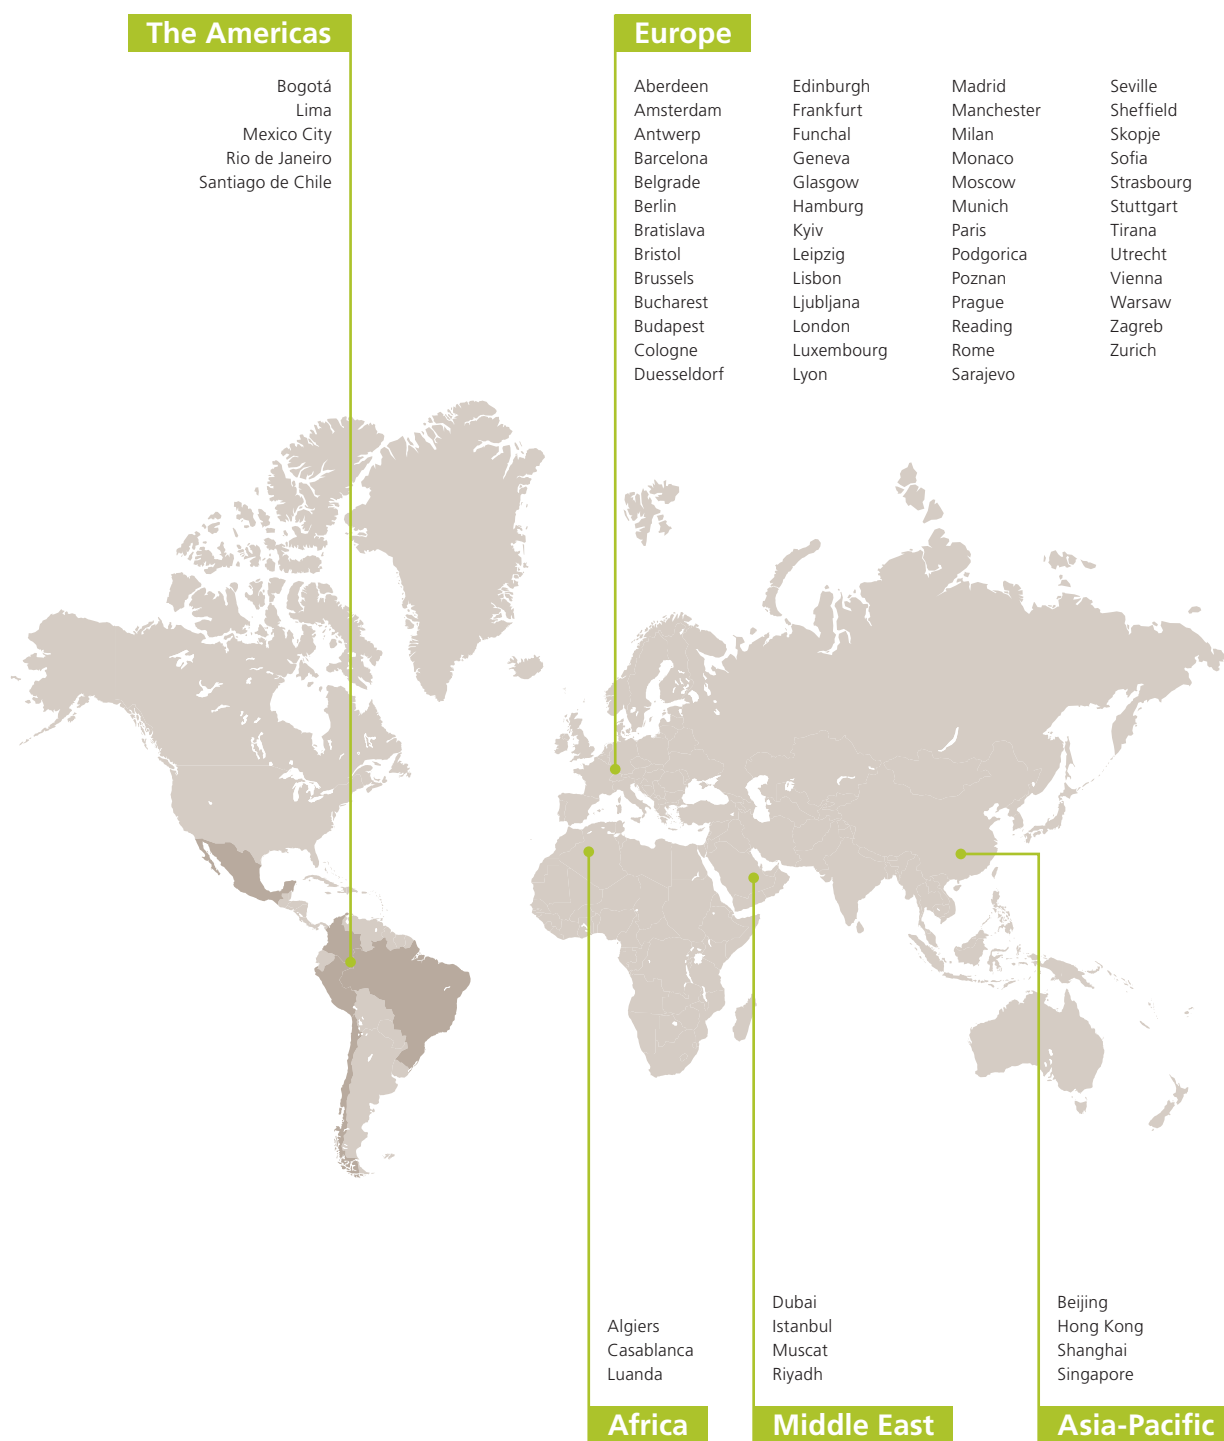 The Americas
Bogotá
Lima
Mexico City
Rio de Janeiro
Santiago de Chile
Europe
Aberdeen
Amsterdam
Antwerp
Barcelona
Belgrade
Berlin
Bratislava
Bristol
Brussels
Bucharest
Budapest
Cologne
Duesseldorf
Edinburgh
Frankfurt
Funchal
Geneva
Glasgow
Hamburg
Kyiv
Leipzig
Lisbon
Ljubljana
London
Luxembourg
Lyon
Madrid
Manchester
Milan
Monaco
Moscow
Munich
Paris
Podgorica
Poznan
Prague
Reading
Rome
Sarajevo
Seville
Sheffield
Skopje
Sofia
Strasbourg
Stuttgart
Tirana
Utrecht
Vienna
Warsaw
Zagreb
Zurich
Algiers
Casablanca
Luanda
Africa
Dubai
Istanbul
Muscat
Riyadh
Middle East
Beijing
Hong Kong
Shanghai
Singapore
Asia-Pacific